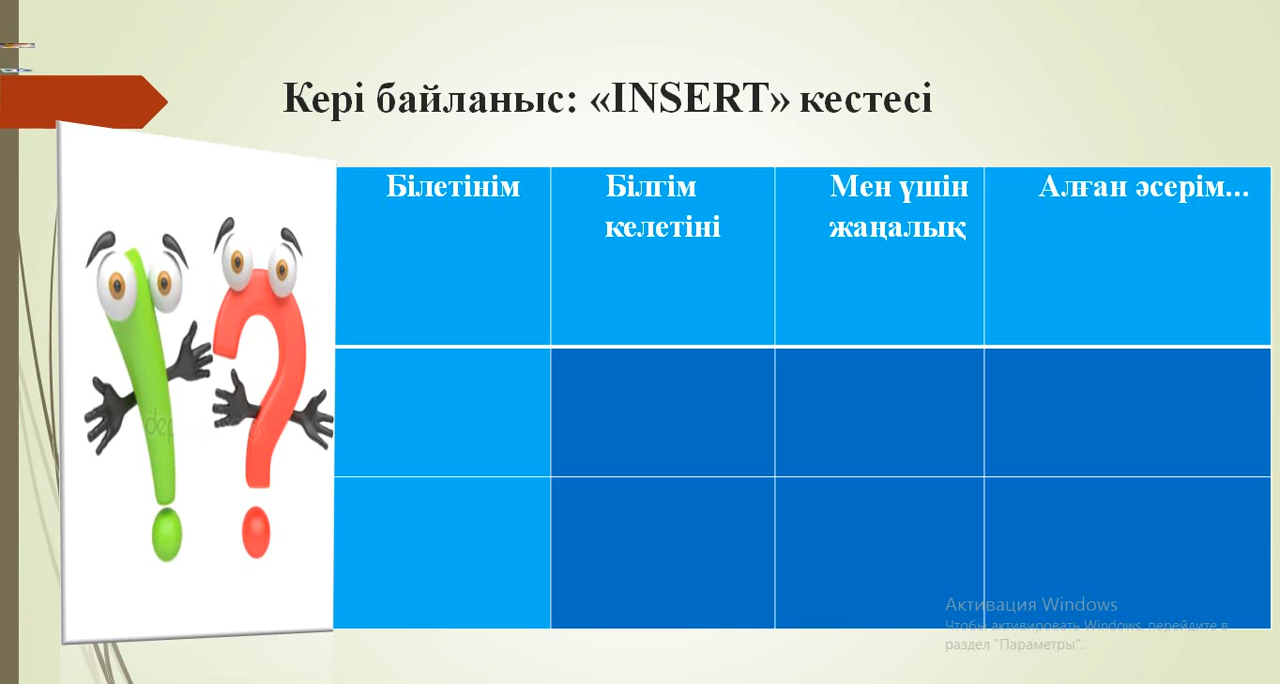 Кері байланыс: «INSERT» кестесі
Білетінім
Білгім
келетіні
Мен үшін
жаңалық
Алған әсерім...
Активация Windows
Чтобы активировать Windows, перейдите в
раздел "Параметры".